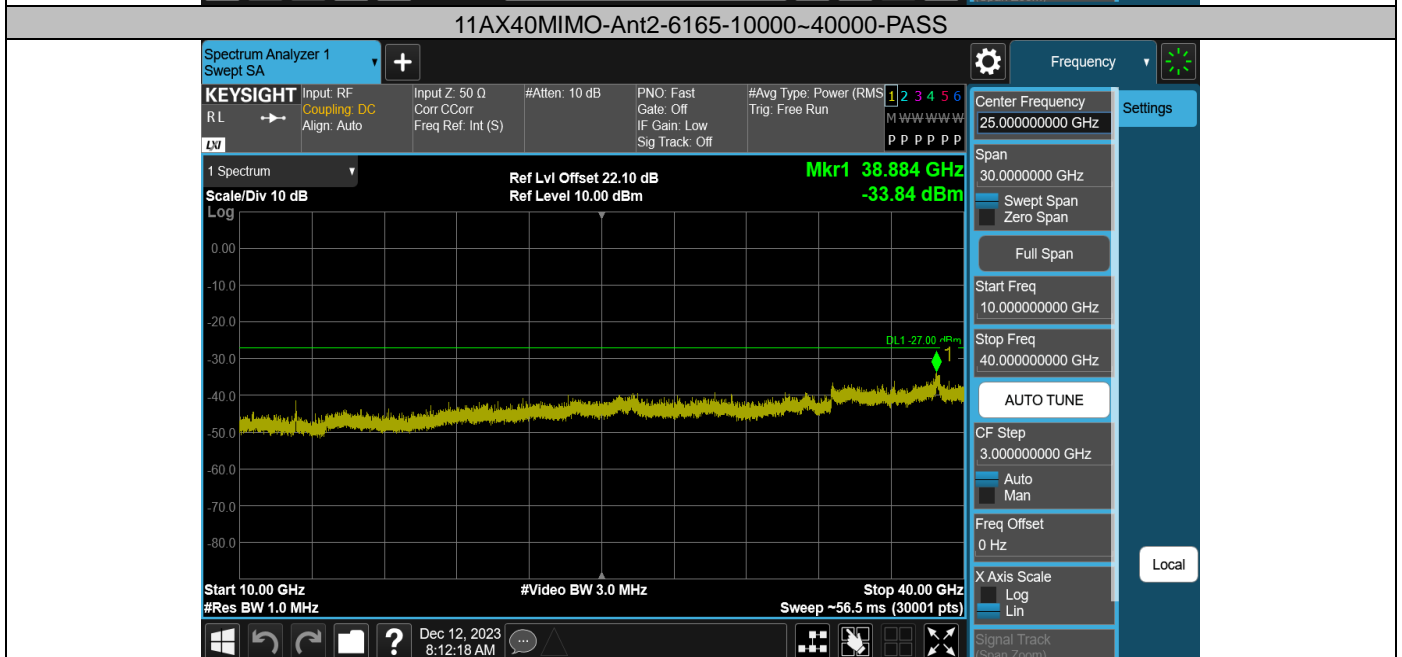 11AX40MIMO-Ant2-6165-10000~40000-PASS
Spectrum Analyzer 1
Swept SA
Frequency
KEYSIGHT
R L
LXI
Input: RF
Coupling: DC
Align: Auto
Input Z: 50 Ω
Corr CCorr
Freq Ref: Int (S)
#Atten: 10 dB
PNO: Fast
Gate: Off
IF Gain: Low
Sig Track: Off
#Avg Type: Power (RMS
Trig: Free Run
1 2 3 4 5 6
M W W W W W
P P P P P P
1 Spectrum
Scale/Div 10 dB
Ref Lvl Offset 22.10 dB
Ref Level 10.00 dBm
Mkr1 38.884 GHz
-33.84 dBm
Log
0.00
-10.0
-20.0
-30.0
-40.0
-50.0
-60.0
-70.0
-80.0
DL1 -27.00 dBm
1
Start 10.00 GHz
#Res BW 1.0 MHz
#Video BW 3.0 MHz
Stop 40.00 GHz
Sweep ~56.5 ms (30001 pts)
Center Frequency
25.000000000 GHz
Settings
Span
30.0000000 GHz
Swept Span
Zero Span
Full Span
Start Freq
10.000000000 GHz
Stop Freq
40.000000000 GHz
AUTO TUNE
CF Step
3.000000000 GHz
Auto
Man
Freq Offset
0 Hz
X Axis Scale
Log
Lin
Local
Signal Track
(Span Zoom)
?
Dec 12, 2023
8:12:18 AM